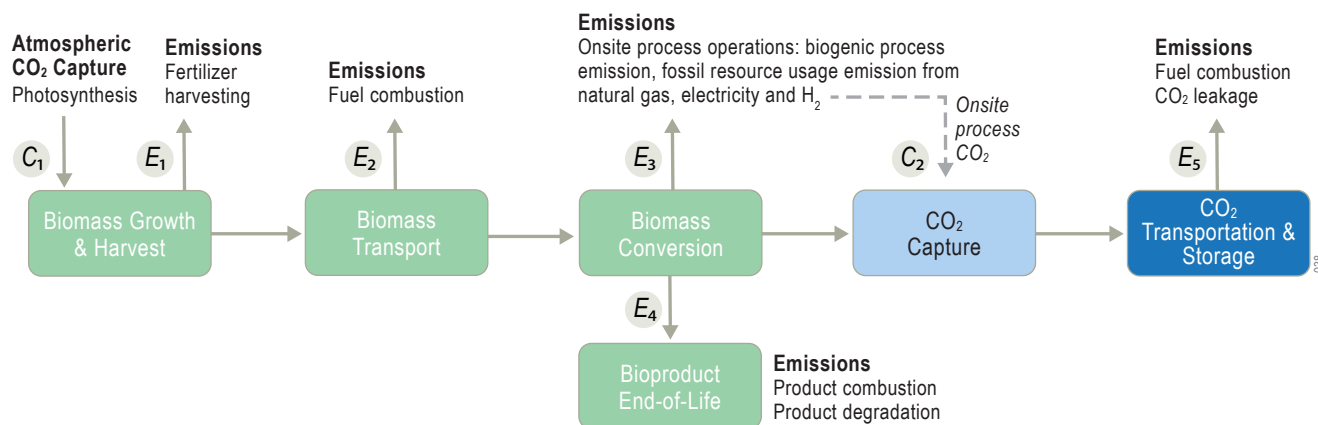 Atmospheric
CO₂ Capture
Photosynthesis
Emissions
Fertilizer
harvesting
Emissions
Fuel combustion
Emissions
Onsite process operations: biogenic process
emission, fossil resource usage emission from
natural gas, electricity and H₂
Onsite
process
CO₂
Emissions
Fuel combustion
CO₂ leakage
C₁
E₁
E₂
E₃
C₂
E₅
Biomass Growth
& Harvest
Biomass
Transport
Biomass
Conversion
CO₂
Capture
CO₂
Transportation &
Storage
028
E₄
Bioproduct
End-of-Life
Emissions
Product combustion
Product degradation